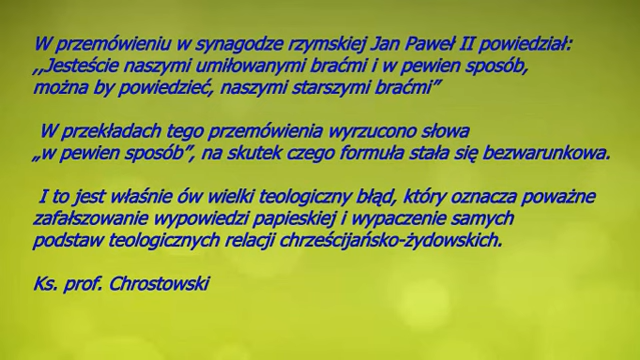 W przemówieniu w synagodze rzymskiej Jan Paweł II powiedział:
,,Jesteście naszymi umiłowanymi braćmi i w pewien sposób,
można by powiedzieć, naszymi starszymi braćmi”
W przekładach tego przemówienia wyrzucono słowa
„w pewien sposób”, na skutek czego formuła stała się bezwarunkowa.
I to jest właśnie ów wielki teologiczny błąd, który oznacza poważne
zafałszowanie wypowiedzi papieskiej i wypaczenie samych
podstaw teologicznych relacji chrześcijańsko-żydowskich.
Ks. prof. Chrostowski